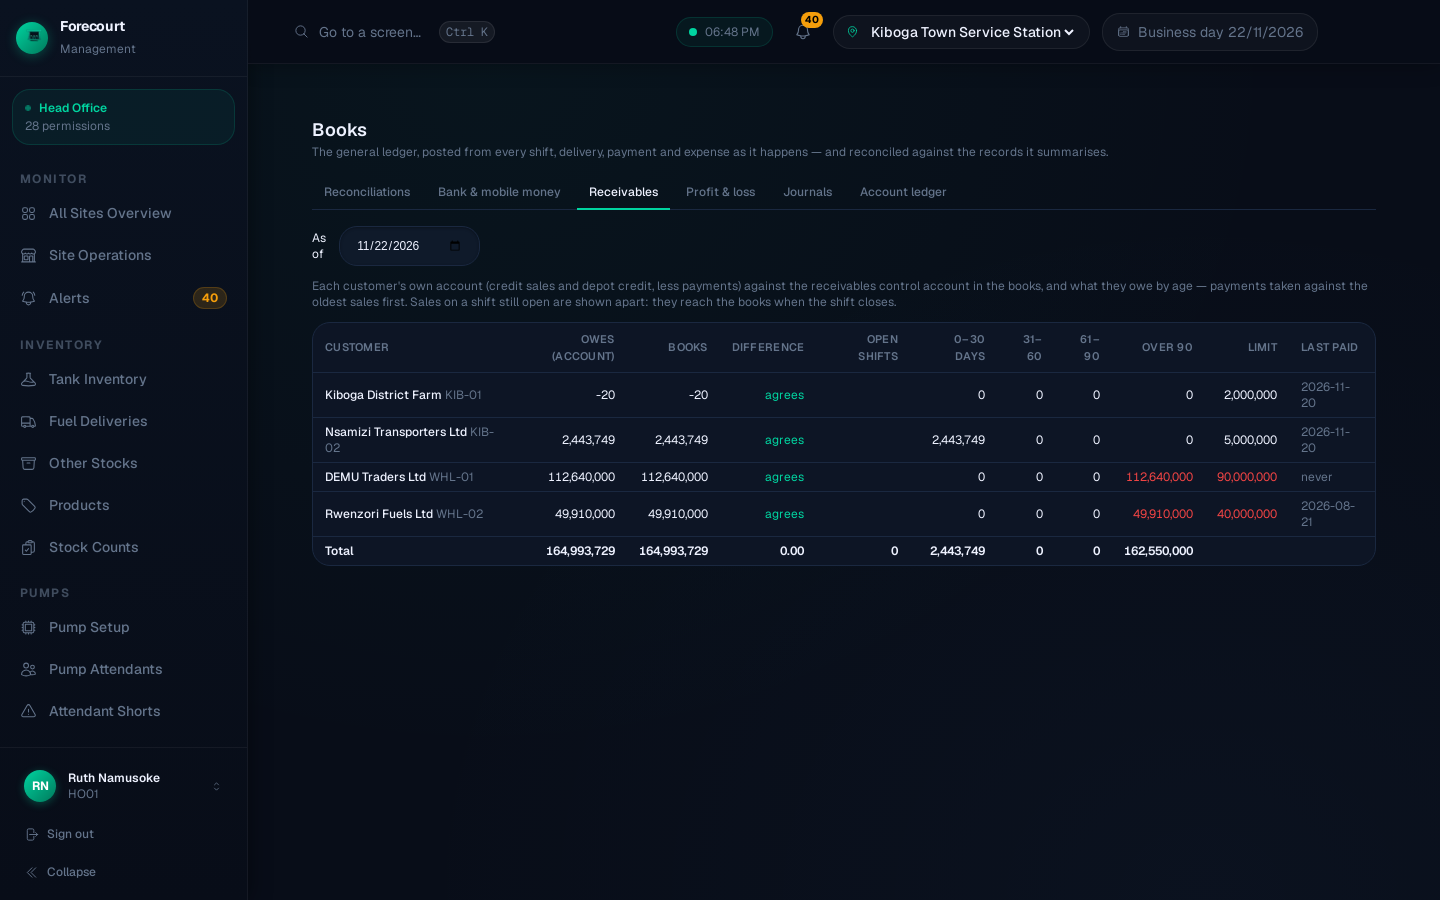 Forecourt
Management
Go to a screen...
Ctrl K
06:48 PM
40
Kiboga Town Service Station
Business day 22/11/2026
Head Office
28 permissions
MONITOR
All Sites Overview
Site Operations
Alerts
40
INVENTORY
Tank Inventory
Fuel Deliveries
Other Stocks
Products
Stock Counts
PUMPS
Pump Setup
Pump Attendants
Attendant Shorts
RN
Ruth Namusoke
HO01
Sign out
Collapse
Books
The general ledger, posted from every shift, delivery, payment and expense as it happens — and reconciled against the records it summarises.
Reconciliations Bank & mobile money Receivables Profit & loss Journals Account ledger
As
of
11/22/2026
Each customer's own account (credit sales and depot credit, less payments) against the receivables control account in the books, and what they owe by age — payments taken against the
oldest sales first. Sales on a shift still open are shown apart: they reach the books when the shift closes.
CUSTOMER OWES (ACCOUNT) BOOKS DIFFERENCE OPEN SHIFTS 0–30 DAYS 31–60 61–90 OVER 90 LIMIT LAST PAID
Kiboga District Farm KIB-01 -20 -20 agrees 0 0 0 0 2,000,000 2026-11-20
Nsamizi Transporters Ltd KIB-02 2,443,749 2,443,749 agrees 2,443,749 0 0 0 5,000,000 2026-11-20
DEMU Traders Ltd WHL-01 112,640,000 112,640,000 agrees 0 0 0 112,640,000 90,000,000 never
Rwenzori Fuels Ltd WHL-02 49,910,000 49,910,000 agrees 0 0 0 49,910,000 40,000,000 2026-08-21
Total 164,993,729 164,993,729 0.00 0 2,443,749 0 0 162,550,000